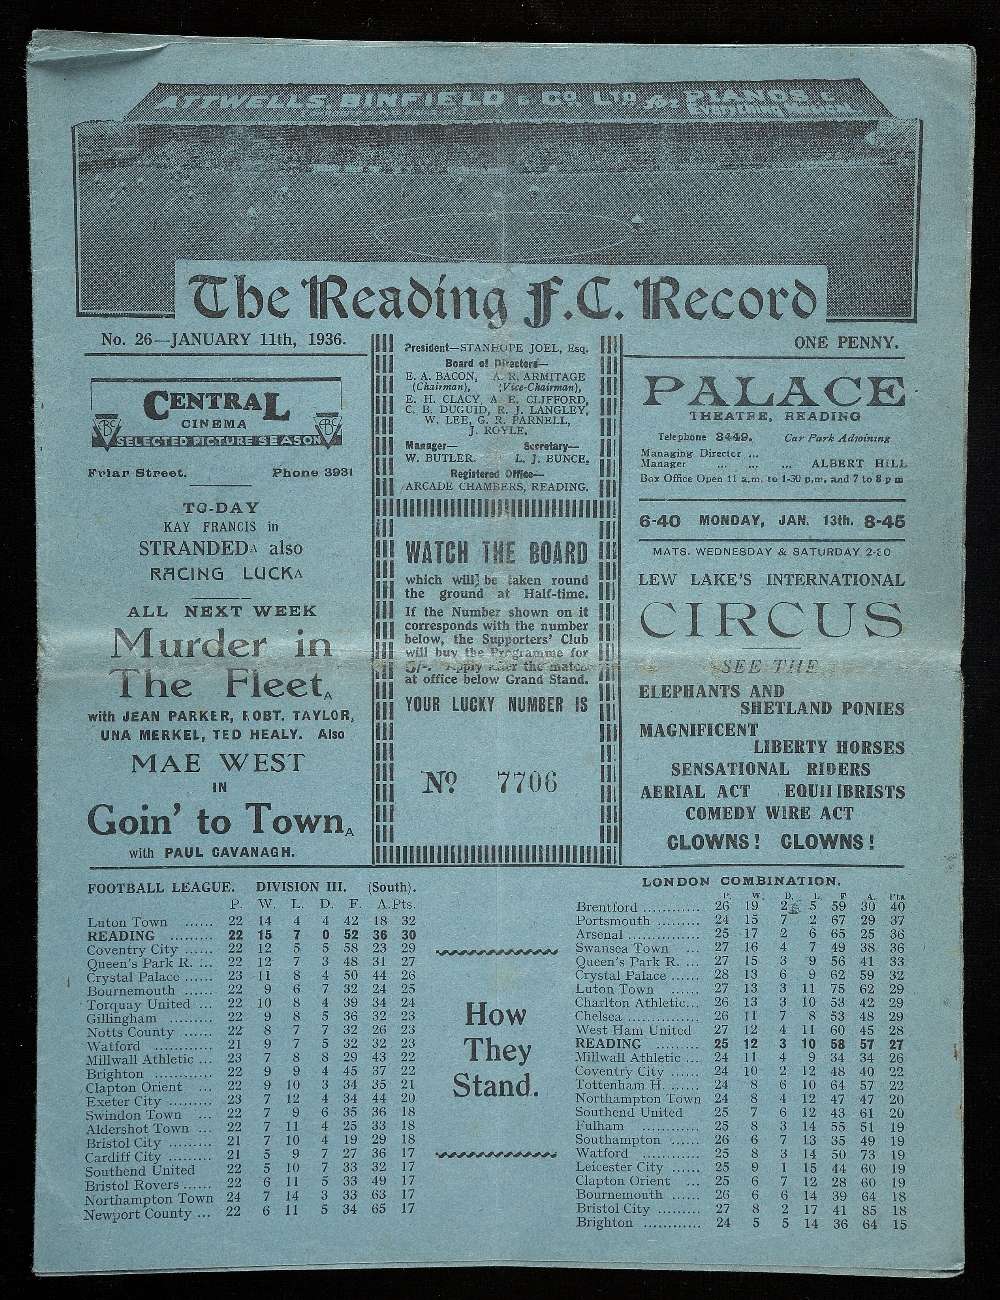 ATTWELLS BINFIELD & CO. LTD for PIANOS &
The Reading F.C. Record
No. 26—JANUARY 11th, 1936.
ONE PENNY.
CENTRAL
CINEMA
SELECTED PICTURE SEASON
Friar Street. Phone 3931
TO-DAY
KAY FRANCIS in
STRANDED A also
RACING LUCK A
ALL NEXT WEEK
Murder in
The Fleet A
with JEAN PARKER, ROBT. TAYLOR,
UNA MERKEL, TED HEALY. Also
MAE WEST
IN
Goin' to Town A
with PAUL CAVANAGH.
President—STANHOPE JOEL, Esq.
Board of Directors—
E. A. BACON, A. R. ARMITAGE
(Chairman), (Vice-Chairman),
E. H. CLACY, A. E. CLIFFORD,
C. B. DUGUID, R. J. LANGLEY,
W. LEE, G. R. PARNELL,
J. ROYLE.
Manager— Secretary—
W. BUTLER. L. J. BUNCE,
Registered Office—
ARCADE CHAMBERS, READING.
WATCH THE BOARD
which will be taken round
the ground at Half-time.
If the Number shown on it
corresponds with the number
below, the Supporters' Club
will buy the Programme for
5/-. Apply after the match
at office below Grand Stand.
YOUR LUCKY NUMBER IS
No. 7706
PALACE
THEATRE, READING
Telephone 3449. Car Park Adjoining
Managing Director ...
Manager ... ... ... ALBERT HILL
Box Office Open 11 a.m. to 1-30 p.m. and 7 to 8 p m
6-40 MONDAY, JAN. 13th. 8-45
MATS. WEDNESDAY & SATURDAY 2-30
LEW LAKE'S INTERNATIONAL
CIRCUS
SEE THE
ELEPHANTS AND
SHETLAND PONIES
MAGNIFICENT
LIBERTY HORSES
SENSATIONAL RIDERS
AERIAL ACT EQUILIBRISTS
COMEDY WIRE ACT
CLOWNS! CLOWNS!
FOOTBALL LEAGUE. DIVISION III. (South).
P. W. L. D. F. A. Pts.
Luton Town ...... 22 14 4 4 42 18 32
READING ......... 22 15 7 0 52 36 30
Coventry City ...... 22 12 5 5 58 23 29
Queen's Park R. ... 22 12 7 3 48 31 27
Crystal Palace ...... 23 11 8 4 50 44 26
Bournemouth ...... 22 9 6 7 32 24 25
Torquay United ... 22 10 8 4 39 34 24
Gillingham ......... 22 9 8 5 36 32 23
Notts County ...... 22 8 7 7 32 26 23
Watford ............ 21 9 7 5 32 32 23
Millwall Athletic ... 23 7 8 8 29 43 22
Brighton ............ 22 9 9 4 45 37 22
Clapton Orient ... 22 9 10 3 34 35 21
Exeter City ......... 23 7 12 4 34 44 20
Swindon Town ... 22 7 9 6 35 36 18
Aldershot Town ... 22 7 11 4 25 33 18
Bristol City ......... 21 7 10 4 19 29 18
Cardiff City ......... 21 5 9 7 27 36 17
Southend United 22 5 10 7 33 32 17
Bristol Rovers ...... 22 6 11 5 33 49 17
Northampton Town 24 7 14 3 33 63 17
Newport County ... 22 6 11 5 34 65 17
How
They
Stand.
LONDON COMBINATION.
P. W. D. L. F A. Pts
Brentford ........... 26 19 2 5 59 30 40
Portsmouth ......... 24 15 7 2 67 29 37
Arsenal .............. 25 17 2 6 65 25 36
Swansea Town ... 27 16 4 7 49 38 36
Queen's Park R. ... 27 15 3 9 56 41 33
Crystal Palace ...... 28 13 6 9 62 59 32
Luton Town ...... 27 13 3 11 75 62 29
Charlton Athletic... 26 13 3 10 53 42 29
Chelsea .............. 26 11 7 8 53 48 29
West Ham United 27 12 4 11 60 45 28
READING ......... 25 12 3 10 58 57 27
Millwall Athletic ... 24 11 4 9 34 34 26
Coventry City ...... 24 10 2 12 48 40 22
Tottenham H. ...... 24 8 6 10 64 57 22
Northampton Town 24 8 4 12 47 47 20
Southend United 25 7 6 12 43 61 20
Fulham ............ 25 8 3 14 55 51 19
Southampton ...... 26 6 7 13 35 49 19
Watford ............ 25 8 3 14 50 73 19
Leicester City ...... 25 9 1 15 44 60 19
Clapton Orient ... 25 6 7 12 28 60 19
Bournemouth ...... 26 6 6 14 39 64 18
Bristol City ......... 27 8 2 17 41 85 18
Brighton ............ 24 5 5 14 36 64 15